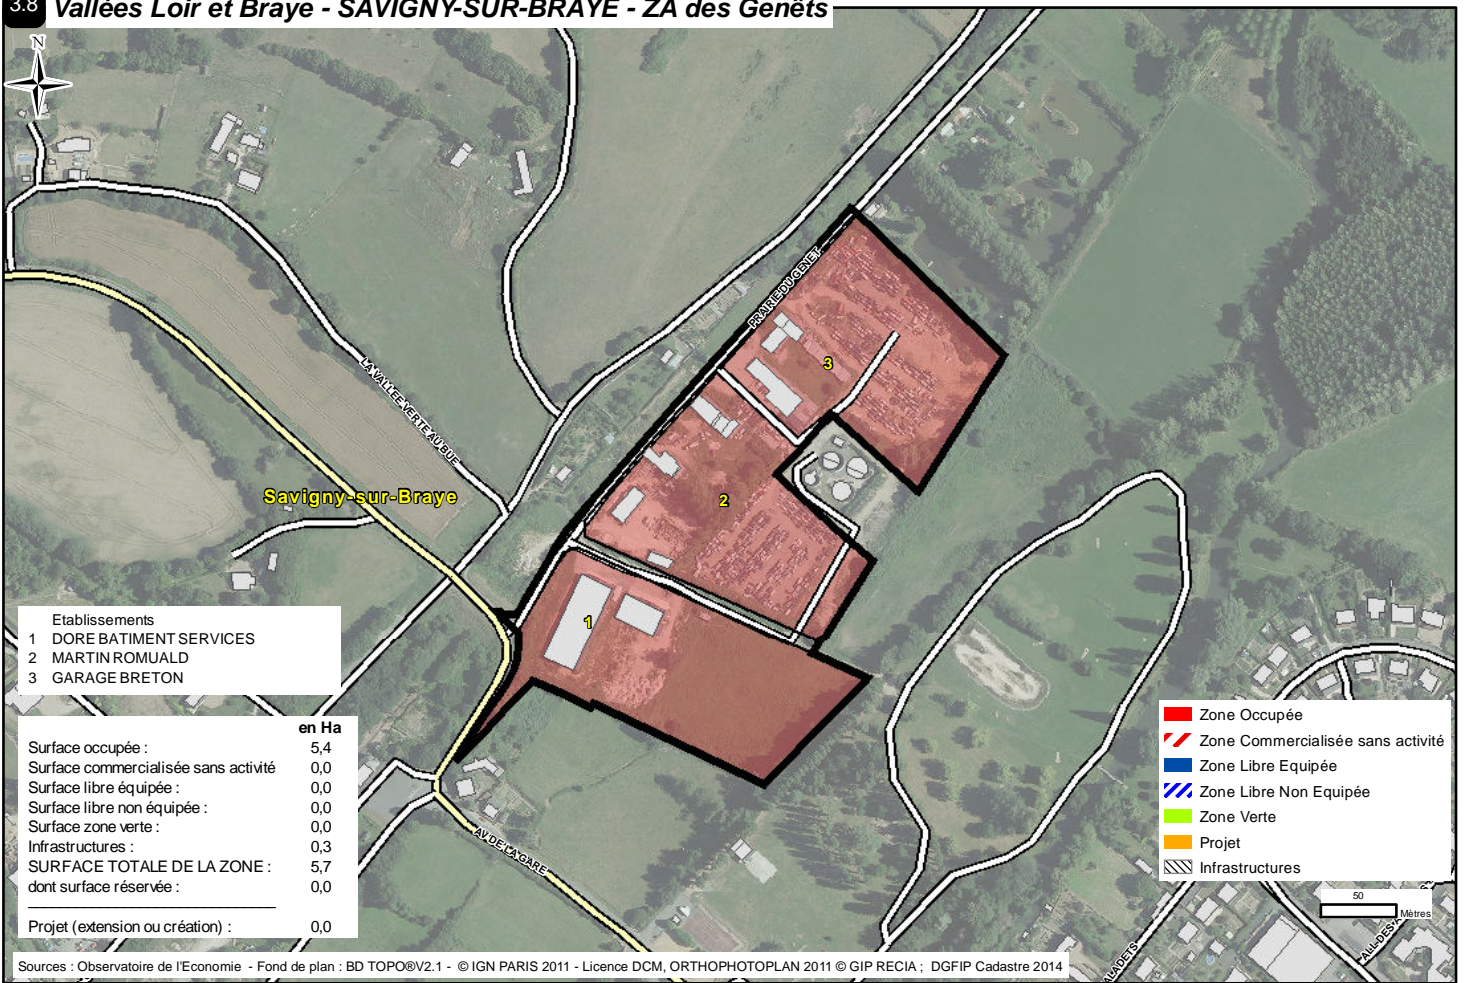 3.8 Vallées Loir et Braye - SAVIGNY-SUR-BRAYE - ZA des Genêts
N
PRAIRIE DU GENET
LA VALLEE VERTE AU BUE
Savigny-sur-Braye
3
2
1
Etablissements
1 DORE BATIMENT SERVICES
2 MARTIN ROMUALD
3 GARAGE BRETON
en Ha
Surface occupée : 5,4
Surface commercialisée sans activité 0,0
Surface libre équipée : 0,0
Surface libre non équipée : 0,0
Surface zone verte : 0,0
Infrastructures : 0,3
SURFACE TOTALE DE LA ZONE : 5,7
dont surface réservée : 0,0
Projet (extension ou création) : 0,0
AV DE LA GARE
Zone Occupée
Zone Commercialisée sans activité
Zone Libre Equipée
Zone Libre Non Equipée
Zone Verte
Projet
Infrastructures
50
Mètres
ALL-DES-A
ALADETS
Sources : Observatoire de l'Economie - Fond de plan : BD TOPO®V2.1 - © IGN PARIS 2011 - Licence DCM, ORTHOPHOTOPLAN 2011 © GIP RECIA ; DGFIP Cadastre 2014